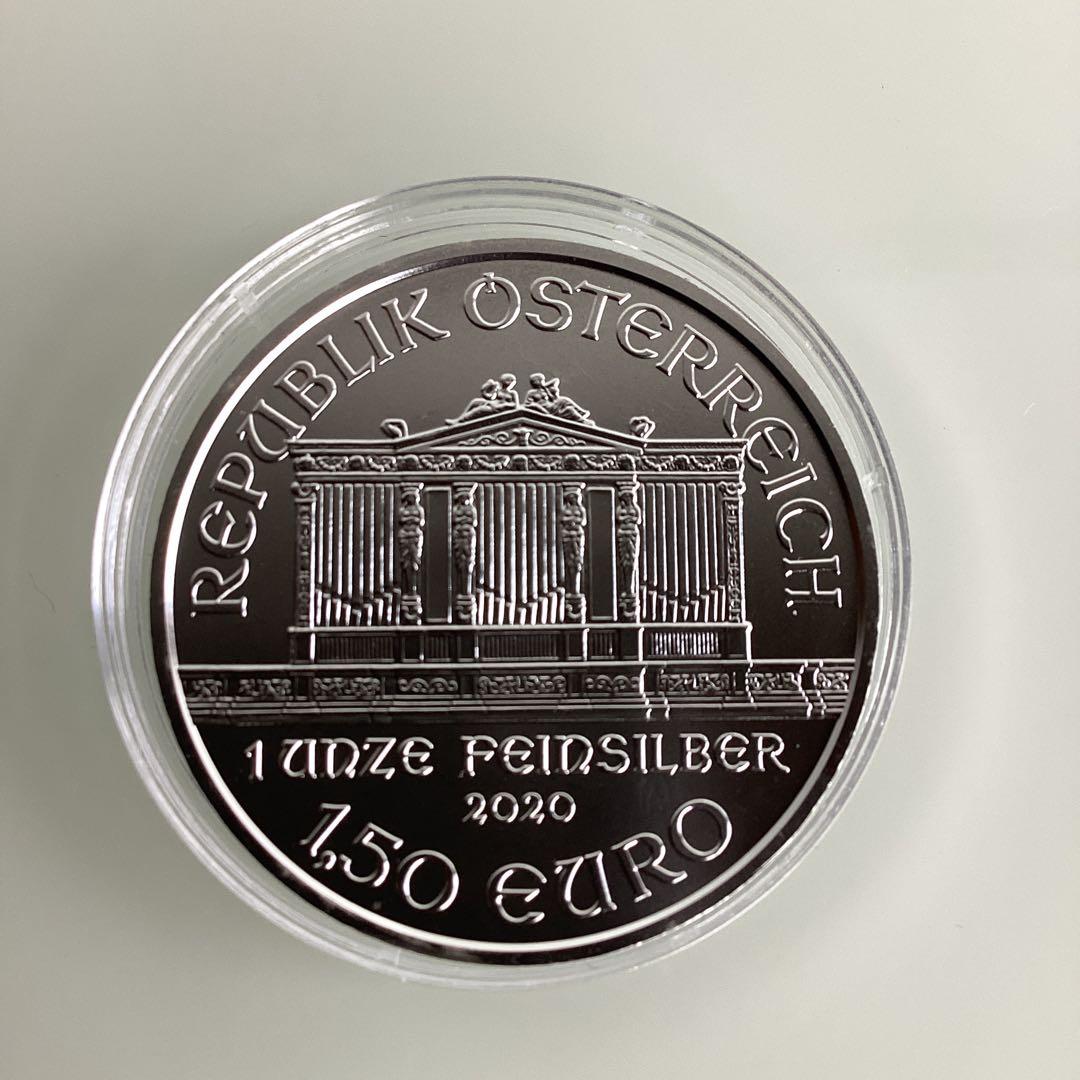 REPUBLIK ÖSTERREICH
1 UNZE FEINSILBER
2020
1,50 EURO